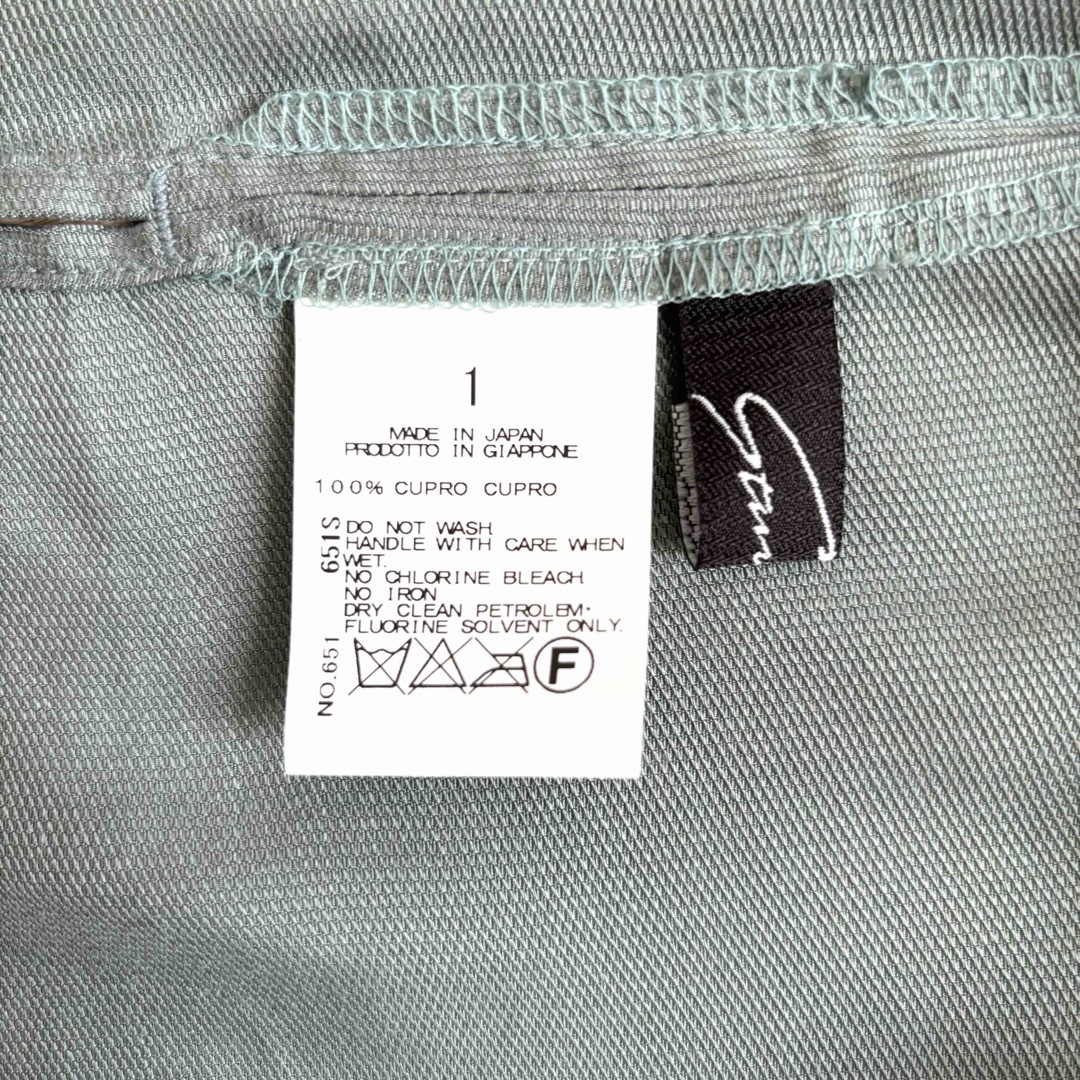 1
MADE IN JAPAN
PRODOTTO IN GIAPPONE
100% CUPRO CUPRO
DO NOT WASH
HANDLE WITH CARE WHEN
WET.
NO CHLORINE BLEACH
NO IRON
DRY CLEAN PETROLEM·
FLUORINE SOLVENT ONLY.
F
NO.651 651S